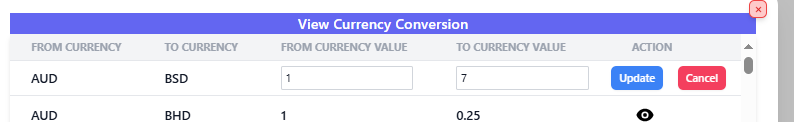 View Currency Conversion
FROM CURRENCY TO CURRENCY FROM CURRENCY VALUE TO CURRENCY VALUE ACTION
AUD BSD 1 7 Update Cancel
AUD BHD 1 0.25